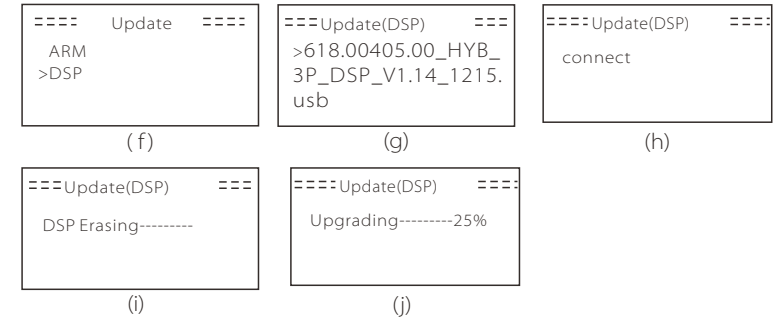 ==== Update ====
ARM
>DSP
(f)
===Update(DSP) ===
>618.00405.00_HYB_
3P_DSP_V1.14_1215.
usb
(g)
====Update(DSP) ====
connect
(h)
===Update(DSP) ===
DSP Erasing---------
(i)
====Update(DSP) ====
Upgrading---------25%
(j)